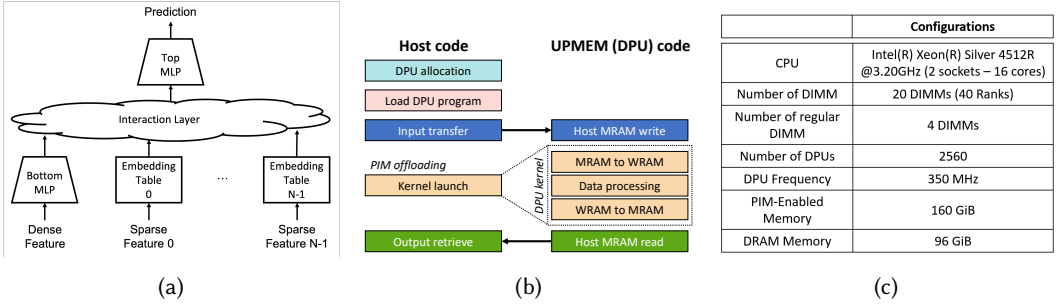 Prediction
Top
MLP
Interaction Layer
Bottom
MLP
Embedding
Table
0
...
Embedding
Table
N-1
Dense
Feature
Sparse
Feature 0
Sparse
Feature N-1
(a)
Host code
UPMEM (DPU) code
DPU allocation
Load DPU program
Input transfer
Host MRAM write
PIM offloading
Kernel launch
DPU kernel
MRAM to WRAM
Data processing
WRAM to MRAM
Output retrieve
Host MRAM read
(b)
Configurations
CPU
Intel(R) Xeon(R) Silver 4512R
@3.20GHz (2 sockets – 16 cores)
Number of DIMM
20 DIMMs (40 Ranks)
Number of regular
DIMM
4 DIMMs
Number of DPUs
2560
DPU Frequency
350 MHz
PIM-Enabled
Memory
160 GiB
DRAM Memory
96 GiB
(c)